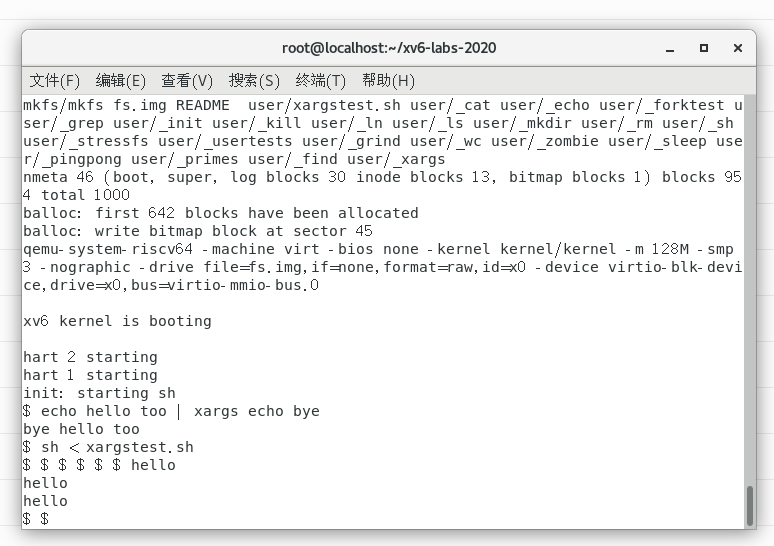 root@localhost:~/xv6-labs-2020
文件(F) 编辑(E) 查看(V) 搜索(S) 终端(T) 帮助(H)
mkfs/mkfs fs.img README  user/xargstest.sh user/_cat user/_echo user/_forktest u
ser/_grep user/_init user/_kill user/_ln user/_ls user/_mkdir user/_rm user/_sh
user/_stressfs user/_usertests user/_grind user/_wc user/_zombie user/_sleep use
r/_pingpong user/_primes user/_find user/_xargs
nmeta 46 (boot, super, log blocks 30 inode blocks 13, bitmap blocks 1) blocks 95
4 total 1000
balloc: first 642 blocks have been allocated
balloc: write bitmap block at sector 45
qemu-system-riscv64 -machine virt -bios none -kernel kernel/kernel -m 128M -smp
3 -nographic -drive file=fs.img,if=none,format=raw,id=x0 -device virtio-blk-devi
ce,drive=x0,bus=virtio-mmio-bus.0
xv6 kernel is booting
hart 2 starting
hart 1 starting
init: starting sh
$ echo hello too | xargs echo bye
bye hello too
$ sh < xargstest.sh
$ $ $ $ $ $ hello
hello
hello
$ $